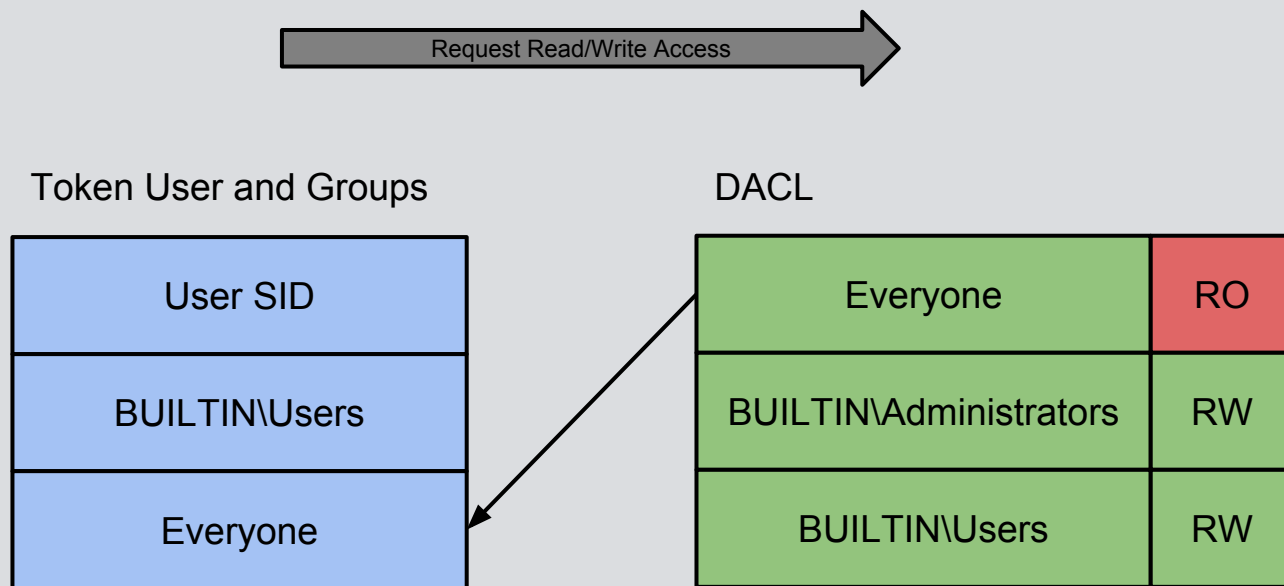 Request Read/Write Access
Token User and Groups
DACL
User SID
Everyone
RO
BUILTIN\Users
BUILTIN\Administrators
RW
Everyone
BUILTIN\Users
RW